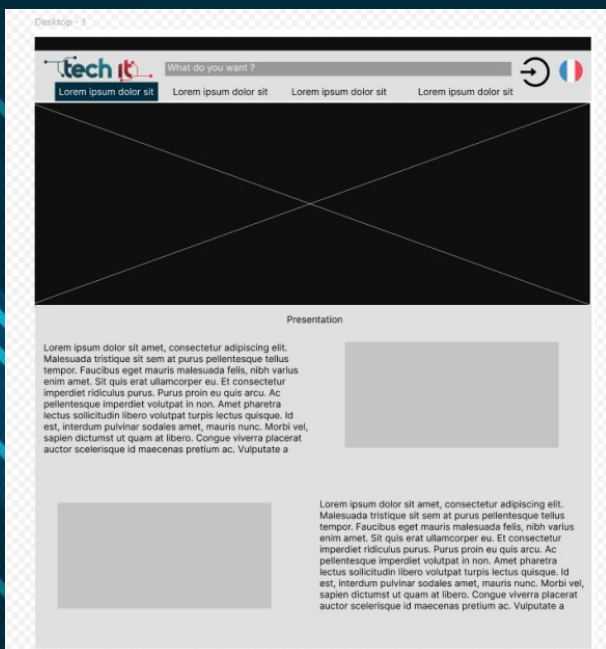 Desktop - 1
tech it
What do you want ?
Lorem ipsum dolor sit
Lorem ipsum dolor sit
Lorem ipsum dolor sit
Lorem ipsum dolor sit
Presentation
Lorem ipsum dolor sit amet, consectetur adipiscing elit.
Malesuada tristique sit sem at purus pellentesque tellus
tempor. Faucibus eget mauris malesuada felis, nibh varius
enim amet. Sit quis erat ullamcorper eu. Et consectetur
imperdiet ridiculus purus. Purus proin eu quis arcu. Ac
pellentesque imperdiet volutpat in non. Amet pharetra
lectus sollicitudin libero volutpat turpis lectus quisque. Id
est, interdum pulvinar sodales amet, mauris nunc. Morbi vel,
sapien dictumst ut quam at libero. Congue viverra placerat
auctor scelerisque id maecenas pretium ac. Vulputate a
Lorem ipsum dolor sit amet, consectetur adipiscing elit.
Malesuada tristique sit sem at purus pellentesque tellus
tempor. Faucibus eget mauris malesuada felis, nibh varius
enim amet. Sit quis erat ullamcorper eu. Et consectetur
imperdiet ridiculus purus. Purus proin eu quis arcu. Ac
pellentesque imperdiet volutpat in non. Amet pharetra
lectus sollicitudin libero volutpat turpis lectus quisque. Id
est, interdum pulvinar sodales amet, mauris nunc. Morbi vel,
sapien dictumst ut quam at libero. Congue viverra placerat
auctor scelerisque id maecenas pretium ac. Vulputate a